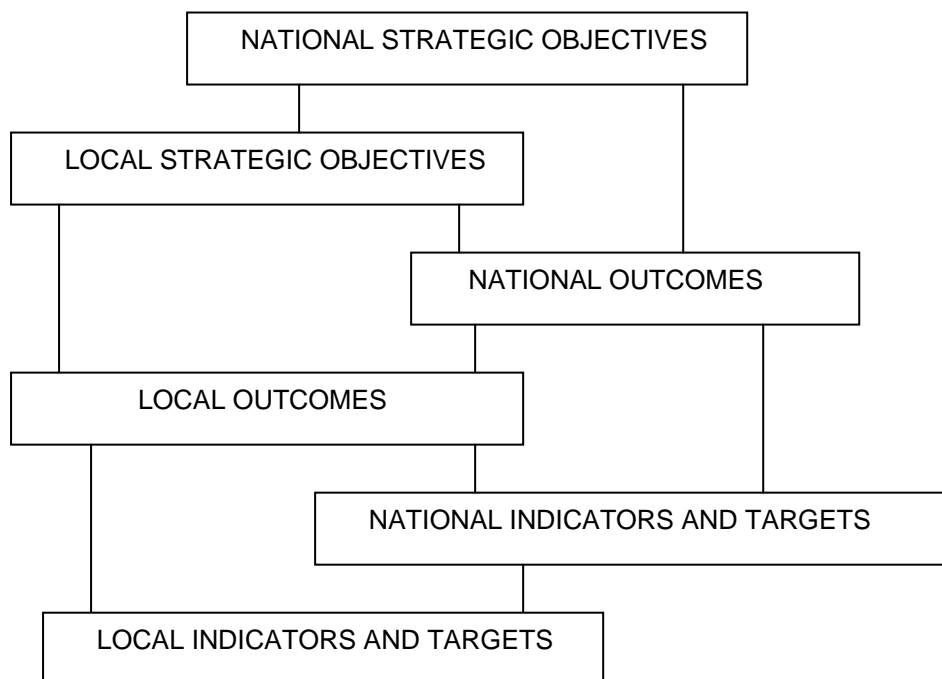 NATIONAL STRATEGIC OBJECTIVES
LOCAL STRATEGIC OBJECTIVES
NATIONAL OUTCOMES
LOCAL OUTCOMES
NATIONAL INDICATORS AND TARGETS
LOCAL INDICATORS AND TARGETS